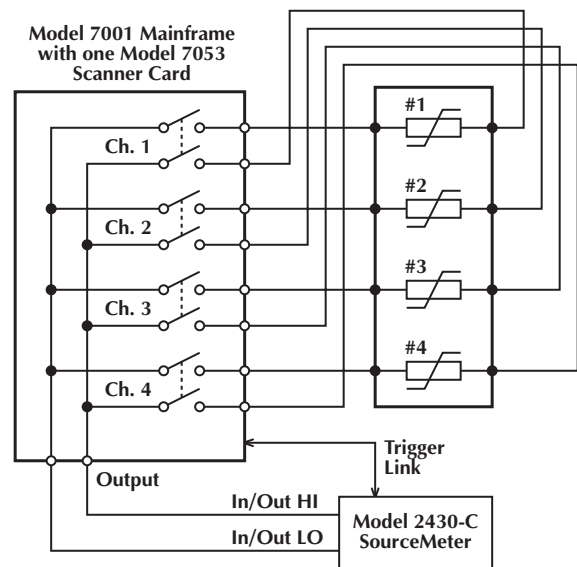 Model 7001 Mainframe
with one Model 7053
Scanner Card
Ch. 1
Ch. 2
Ch. 3
Ch. 4
#1
#2
#3
#4
Output
Trigger
Link
In/Out HI
In/Out LO
Model 2430-C
SourceMeter